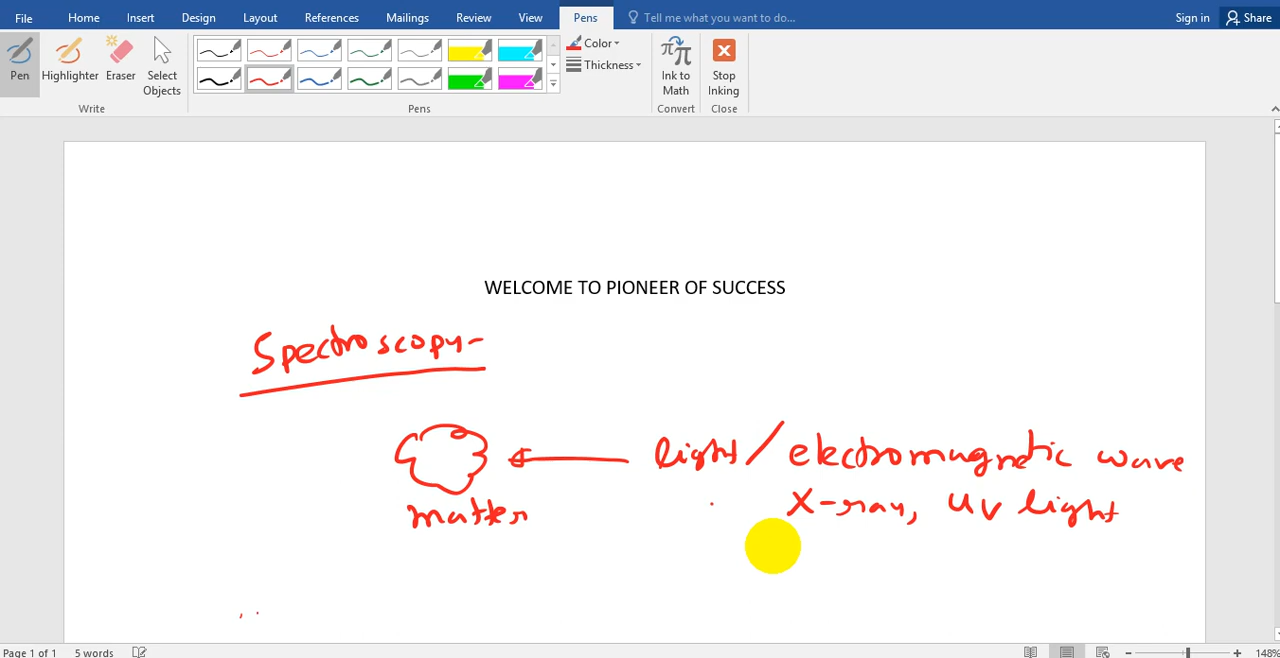 File Home Insert Design Layout References Mailings Review View Pens Tell me what you want to do... Sign in Share
Pen Highlighter Eraser Select Objects
Color
Thickness
Ink to Math
Stop Inking
Write Pens Convert Close
WELCOME TO PIONEER OF SUCCESS
Spectroscopy-
light/electromagnetic wave
X-ray, UV light
matter
Page 1 of 1 5 words 148%